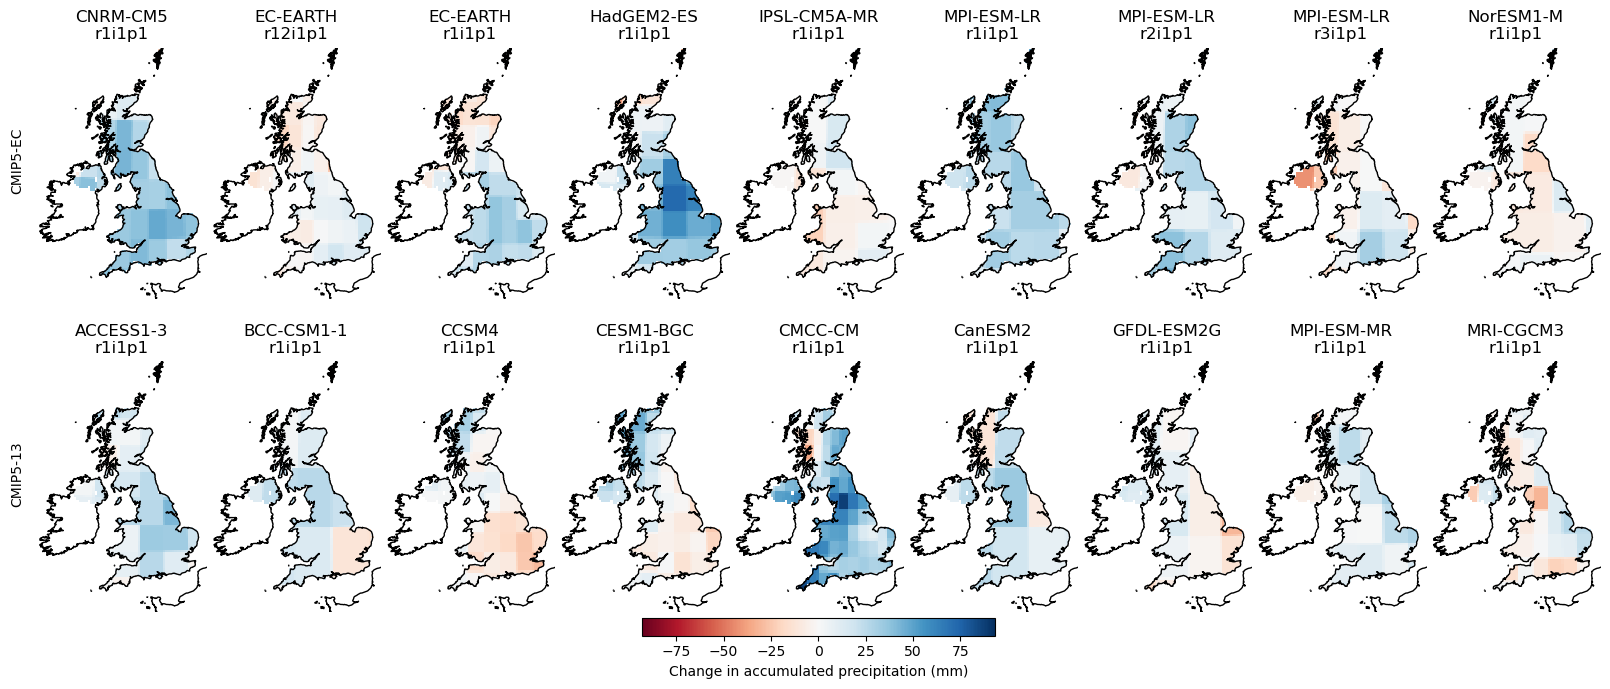 CNRM-CM5 EC-EARTH EC-EARTH HadGEM2-ES IPSL-CM5A-MR MPI-ESM-LR MPI-ESM-LR MPI-ESM-LR NorESM1-M
r1i1p1 r12i1p1 r1i1p1 r1i1p1 r1i1p1 r1i1p1 r2i1p1 r3i1p1 r1i1p1
CMIP5-EC
ACCESS1-3 BCC-CSM1-1 CCSM4 CESM1-BGC CMCC-CM CanESM2 GFDL-ESM2G MPI-ESM-MR MRI-CGCM3
r1i1p1 r1i1p1 r1i1p1 r1i1p1 r1i1p1 r1i1p1 r1i1p1 r1i1p1 r1i1p1
CMIP5-13
−75 −50 −25 0 25 50 75
Change in accumulated precipitation (mm)